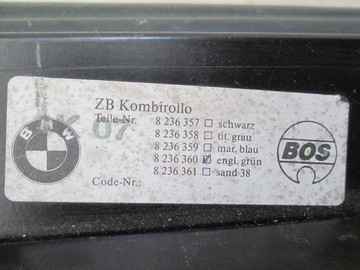 ZB Kombirollo
Teile-Nr. 8 236 357 schwarz
8 236 358 tit. grau
8 236 359 mar. blau
8 236 360 engl. grün
8 236 361 sand 38
Code-Nr.:
BMW
07
BOS